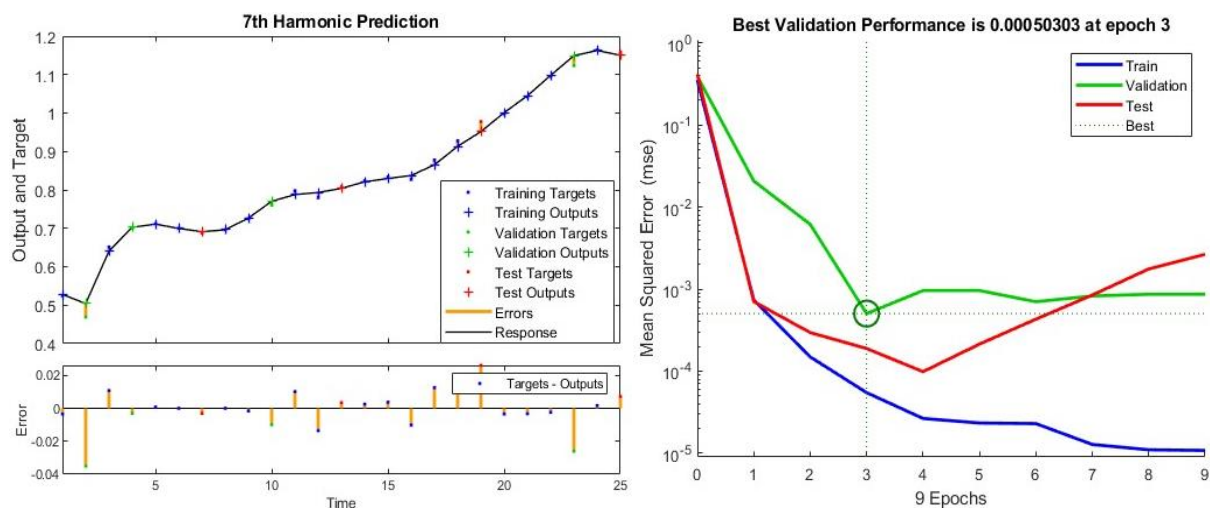 7th Harmonic Prediction
Output and Target
1.2
1.1
1
0.9
0.8
0.7
0.6
0.5
0.4
Training Targets
Training Outputs
Validation Targets
Validation Outputs
Test Targets
Test Outputs
Errors
Response
Error
0.02
0
-0.02
-0.04
Targets - Outputs
5
10
15
20
25
Time
Best Validation Performance is 0.00050303 at epoch 3
Mean Squared Error (mse)
10^0
10^-1
10^-2
10^-3
10^-4
10^-5
Train
Validation
Test
Best
0
1
2
3
4
5
6
7
8
9
9 Epochs